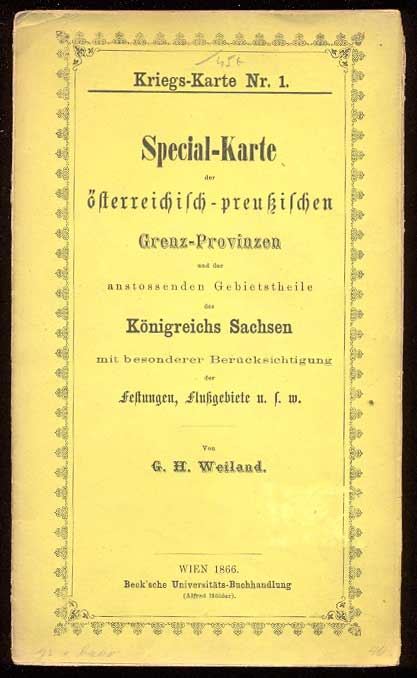 456
Kriegs-Karte Nr. 1.
Special-Karte
der
österreichisch-preußischen
Grenz-Provinzen
und der
anstossenden Gebietstheile
des
Königreichs Sachsen
mit besonderer Berücksichtigung
der
Festungen, Flußgebiete u. s. w.
Von
G. H. Weiland.
WIEN 1866.
Beck'sche Universitäts-Buchhandlung
(Alfred Hölder).